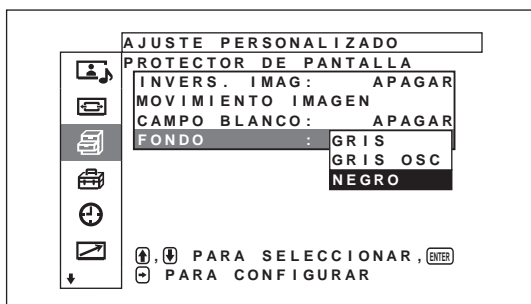 AJUSTE PERSONALIZADO
PROTECTOR DE PANTALLA
INVERS. IMAG: APAGAR
MOVIMIENTO IMAGEN
CAMPO BLANCO: APAGAR
FONDO : GRIS
GRIS OSC
NEGRO
, PARA SELECCIONAR, ENTER
PARA CONFIGURAR